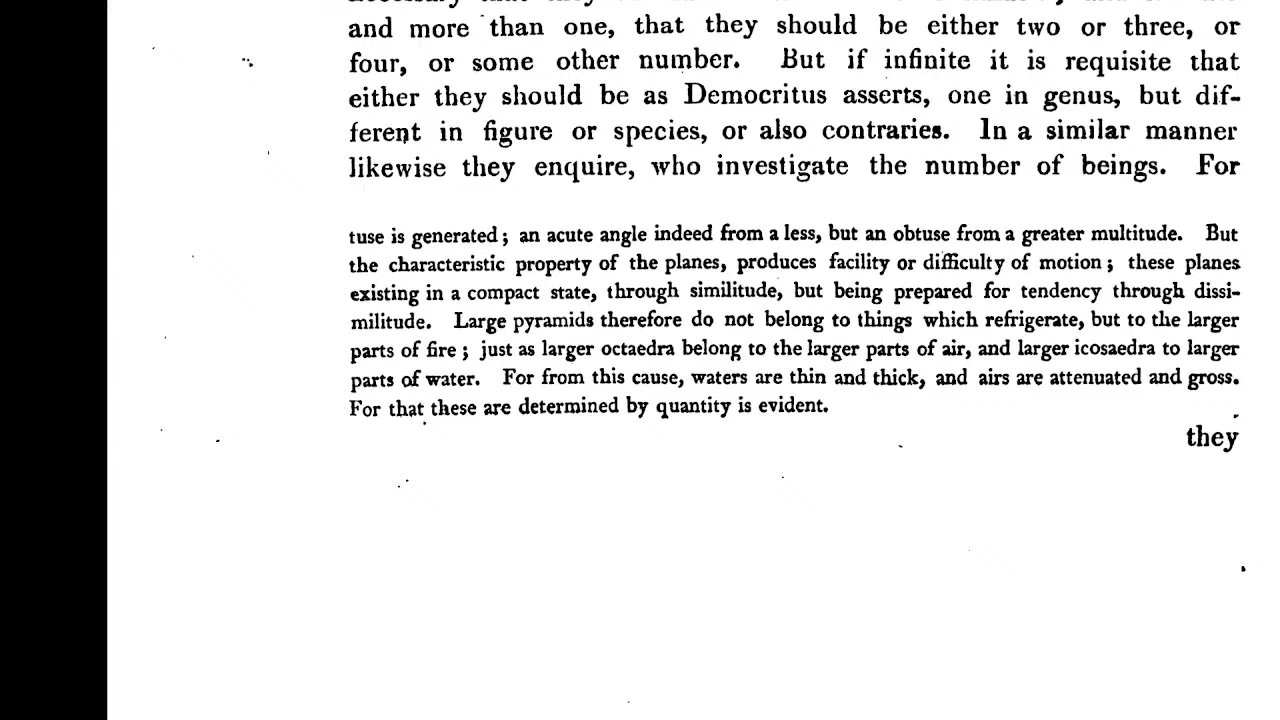 and more than one, that they should be either two or three, or
four, or some other number. But if infinite it is requisite that
either they should be as Democritus asserts, one in genus, but dif-
ferent in figure or species, or also contraries. In a similar manner
likewise they enquire, who investigate the number of beings. For
tuse is generated; an acute angle indeed from a less, but an obtuse from a greater multitude. But
the characteristic property of the planes, produces facility or difficulty of motion; these planes
existing in a compact state, through similitude, but being prepared for tendency through dissi-
militude. Large pyramids therefore do not belong to things which refrigerate, but to the larger
parts of fire; just as larger octaedra belong to the larger parts of air, and larger icosaedra to larger
parts of water. For from this cause, waters are thin and thick, and airs are attenuated and gross.
For that these are determined by quantity is evident.
they